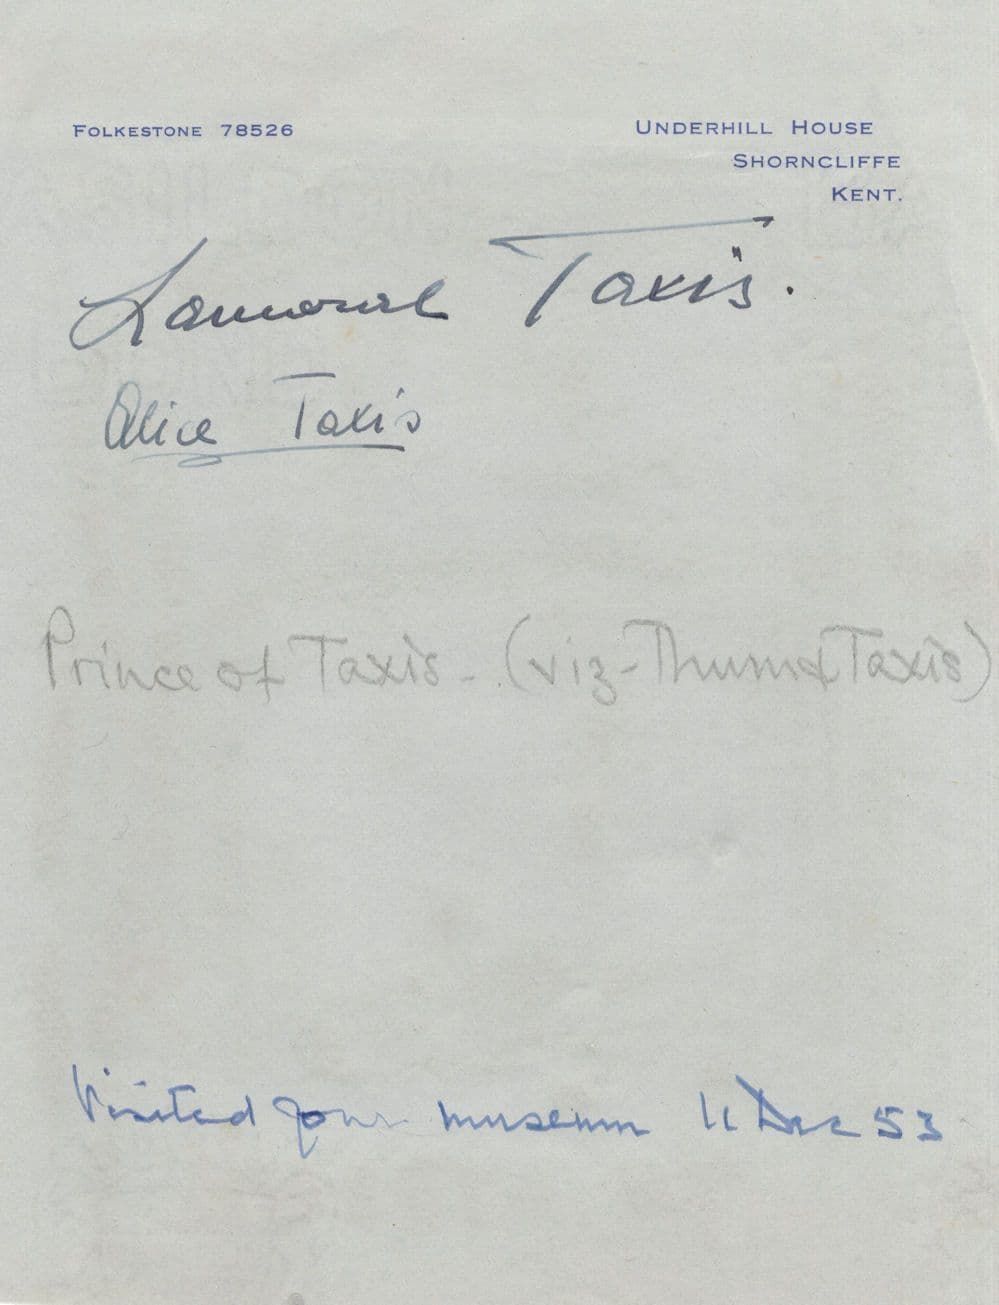 FOLKESTONE 78526
UNDERHILL HOUSE
SHORNCLIFFE
KENT.
Lamoral Taxis.
Alice Taxis
Prince of Taxis - (viz - Thurn & Taxis)
Visited your museum 11 Dec 53